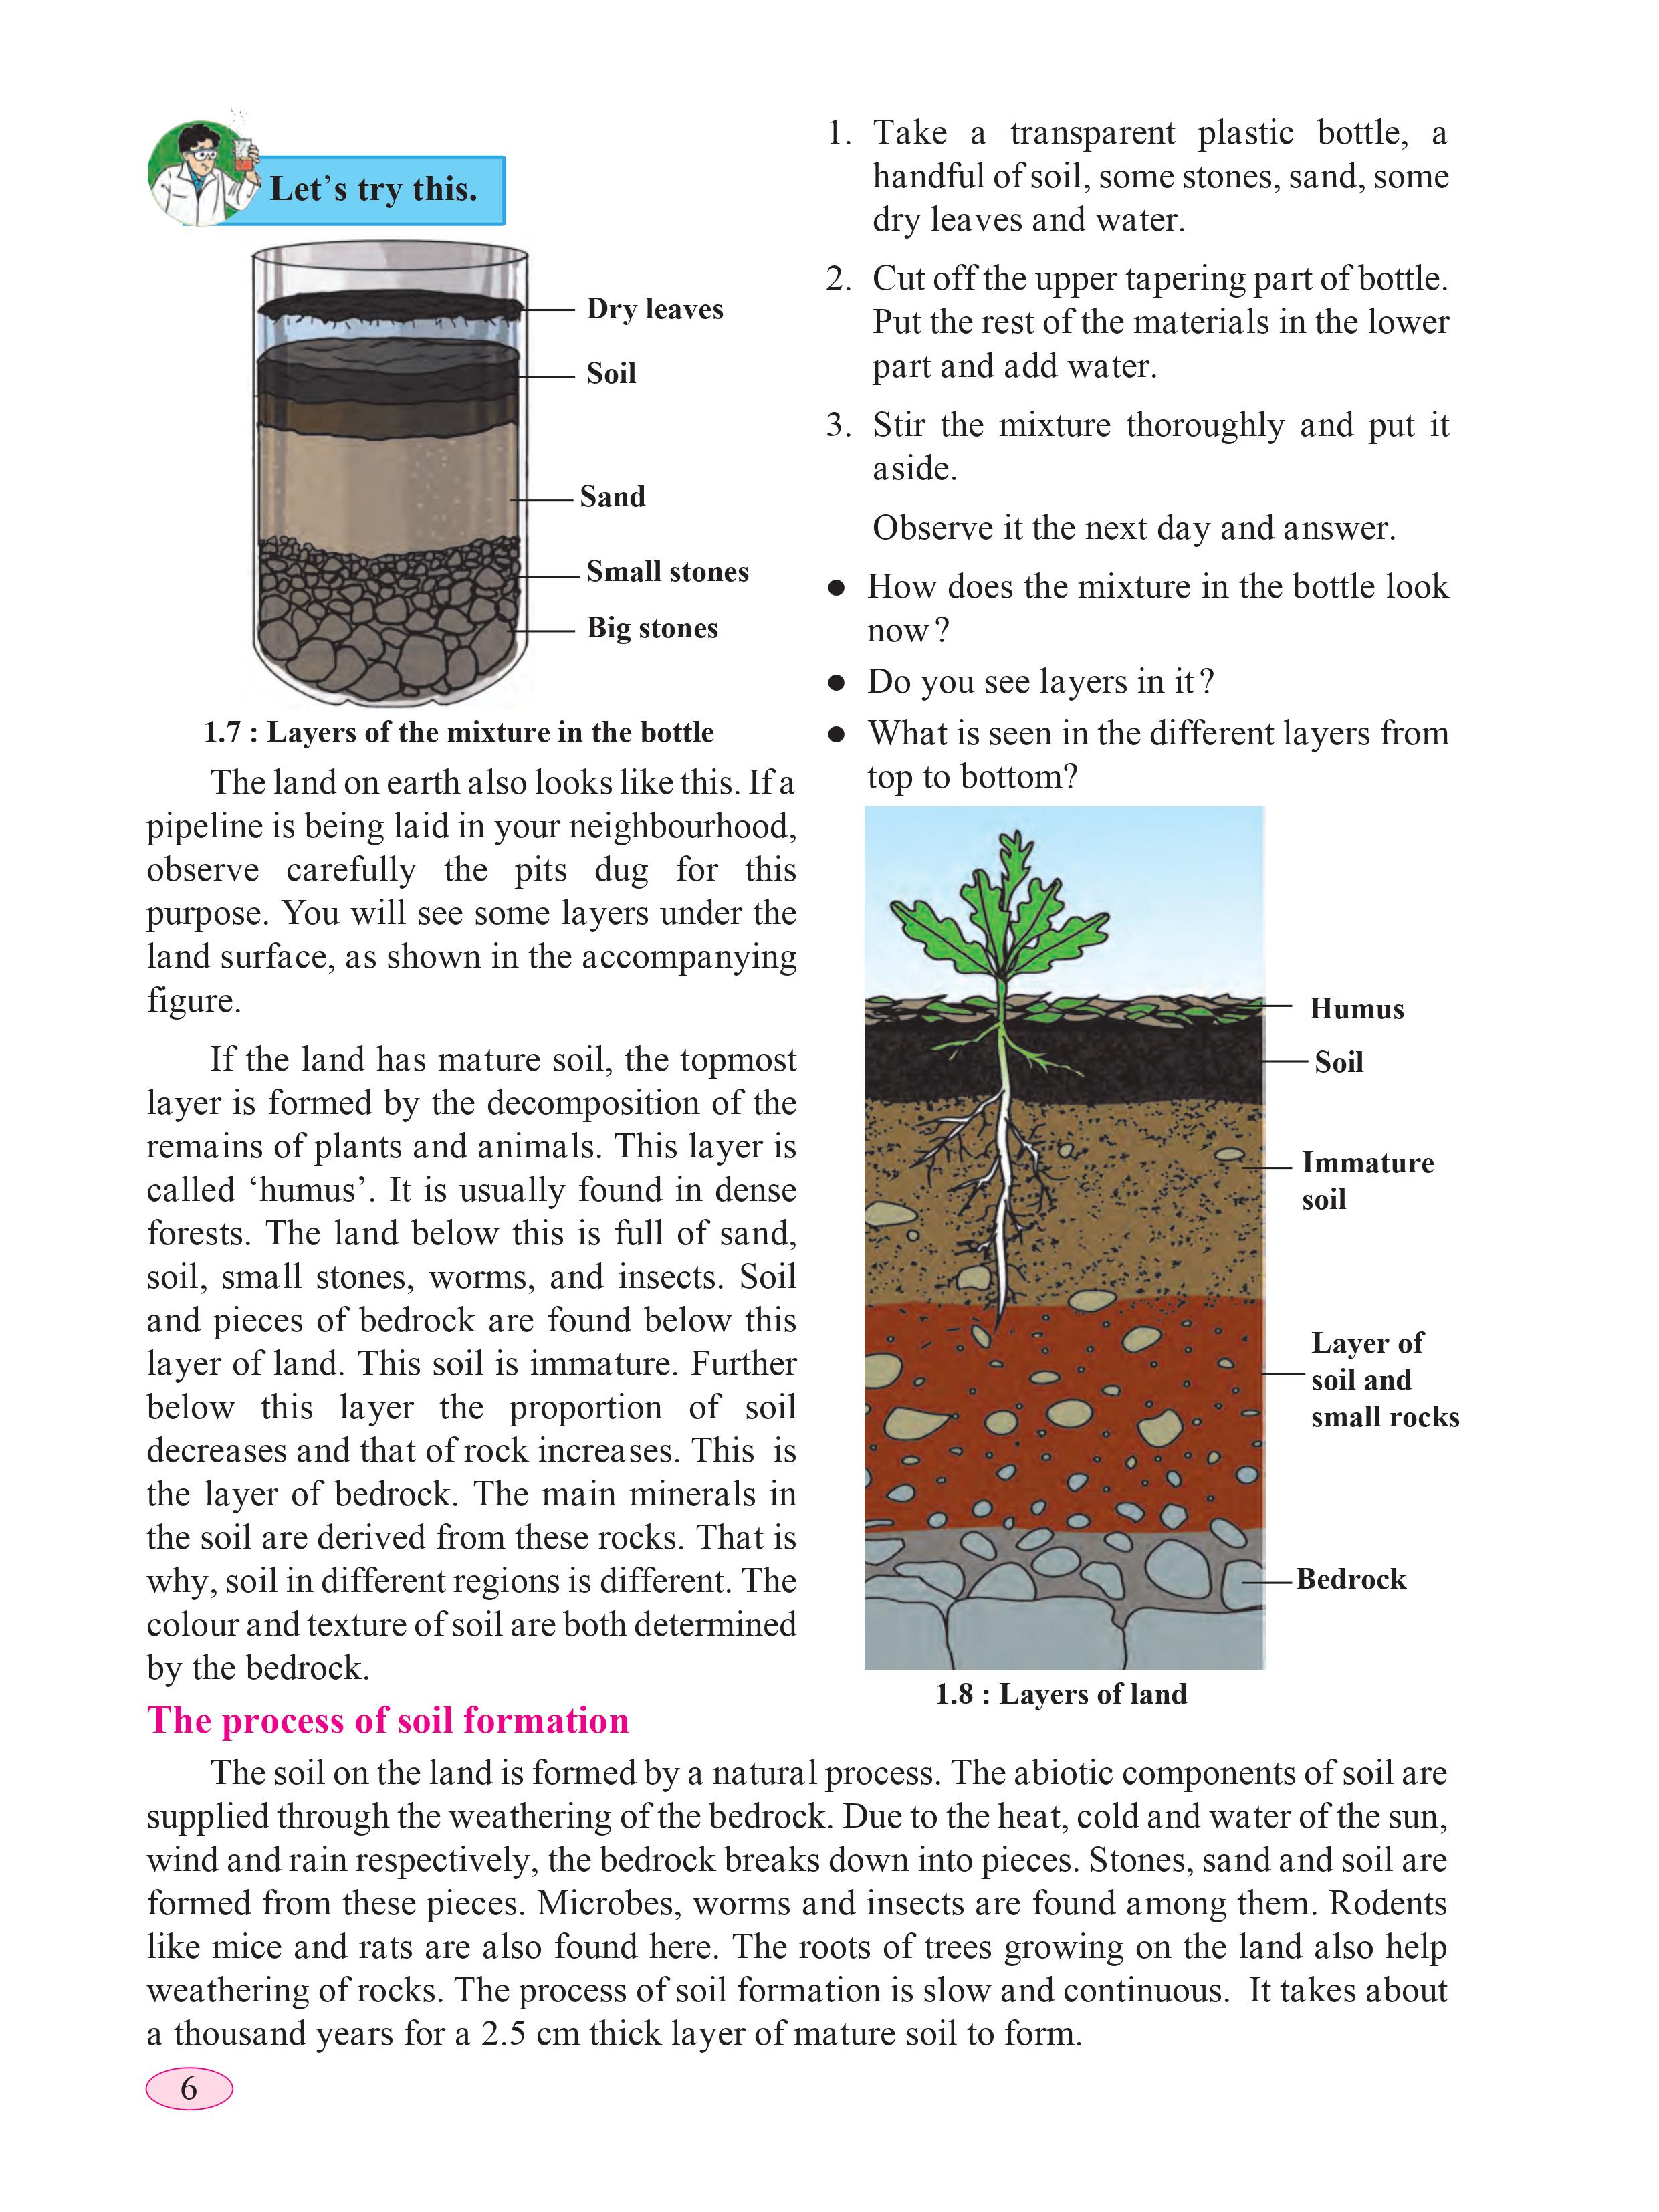 Let’s try this.
Dry leaves
Soil
Sand
Small stones
Big stones
1.7 : Layers of the mixture in the bottle
1. Take a transparent plastic bottle, a
handful of soil, some stones, sand, some
dry leaves and water.
2. Cut off the upper tapering part of bottle.
Put the rest of the materials in the lower
part and add water.
3. Stir the mixture thoroughly and put it
aside.
Observe it the next day and answer.
● How does the mixture in the bottle look
now?
● Do you see layers in it?
● What is seen in the different layers from
top to bottom?
The land on earth also looks like this. If a
pipeline is being laid in your neighbourhood,
observe carefully the pits dug for this
purpose. You will see some layers under the
land surface, as shown in the accompanying
figure.
If the land has mature soil, the topmost
layer is formed by the decomposition of the
remains of plants and animals. This layer is
called ‘humus’. It is usually found in dense
forests. The land below this is full of sand,
soil, small stones, worms, and insects. Soil
and pieces of bedrock are found below this
layer of land. This soil is immature. Further
below this layer the proportion of soil
decreases and that of rock increases. This is
the layer of bedrock. The main minerals in
the soil are derived from these rocks. That is
why, soil in different regions is different. The
colour and texture of soil are both determined
by the bedrock.
Humus
Soil
Immature
soil
Layer of
soil and
small rocks
Bedrock
1.8 : Layers of land
The process of soil formation
The soil on the land is formed by a natural process. The abiotic components of soil are
supplied through the weathering of the bedrock. Due to the heat, cold and water of the sun,
wind and rain respectively, the bedrock breaks down into pieces. Stones, sand and soil are
formed from these pieces. Microbes, worms and insects are found among them. Rodents
like mice and rats are also found here. The roots of trees growing on the land also help
weathering of rocks. The process of soil formation is slow and continuous. It takes about
a thousand years for a 2.5 cm thick layer of mature soil to form.
6